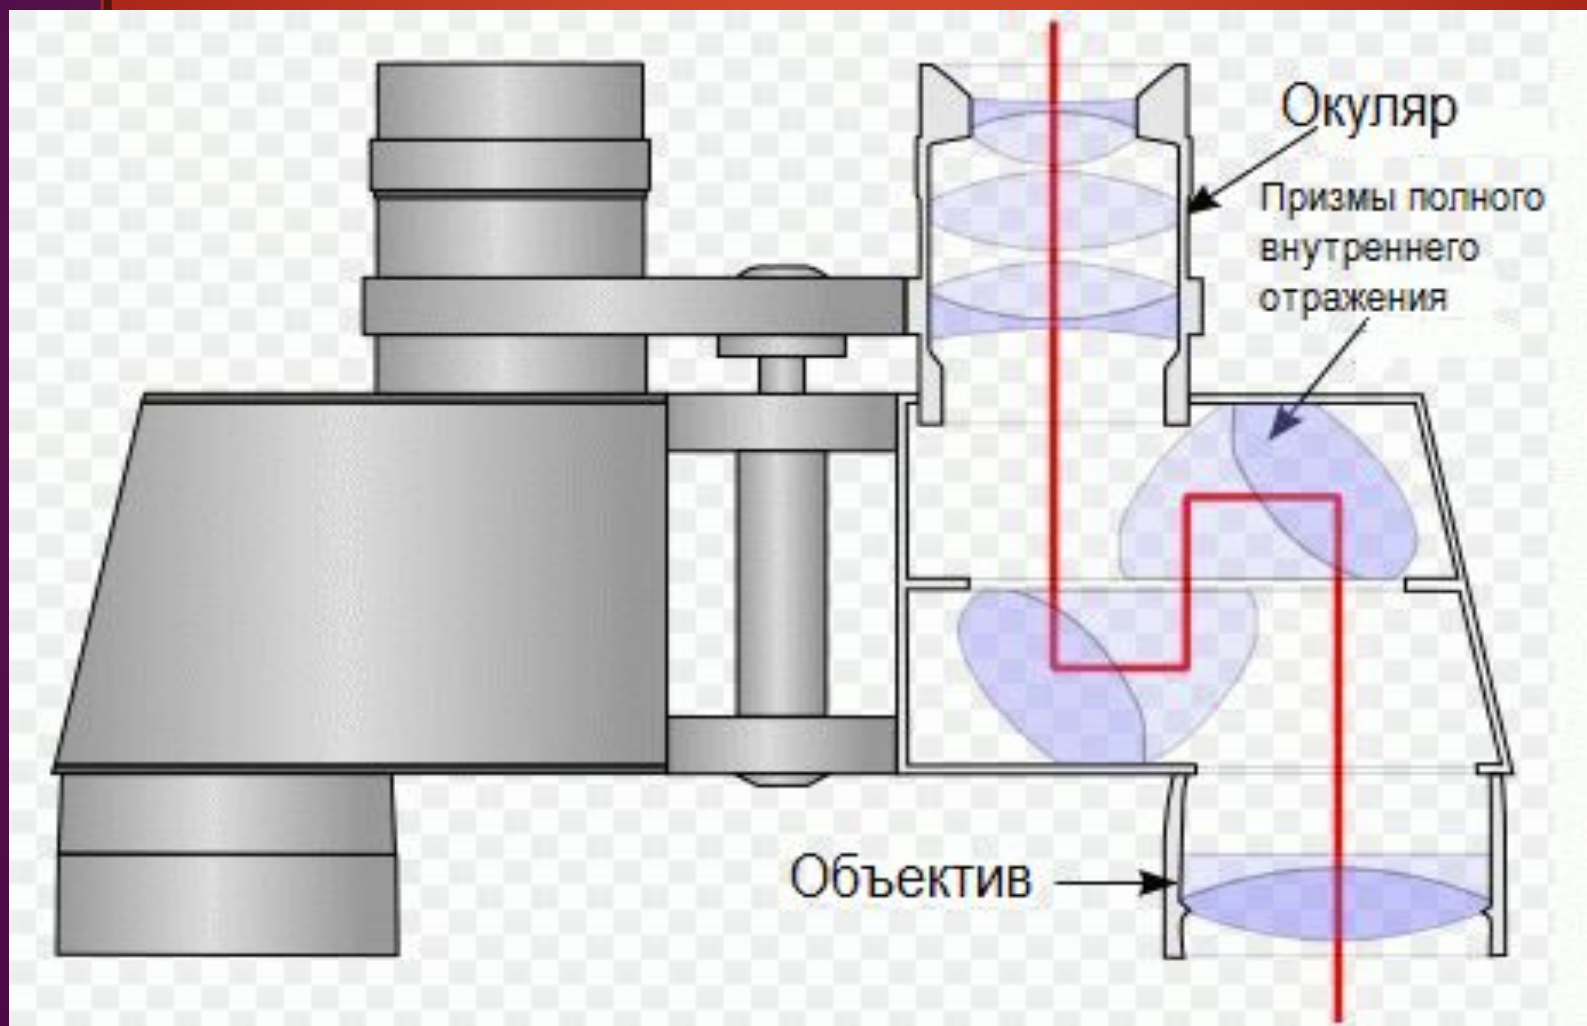 Окуляр
Призмы полного
внутреннего
отражения
Объектив